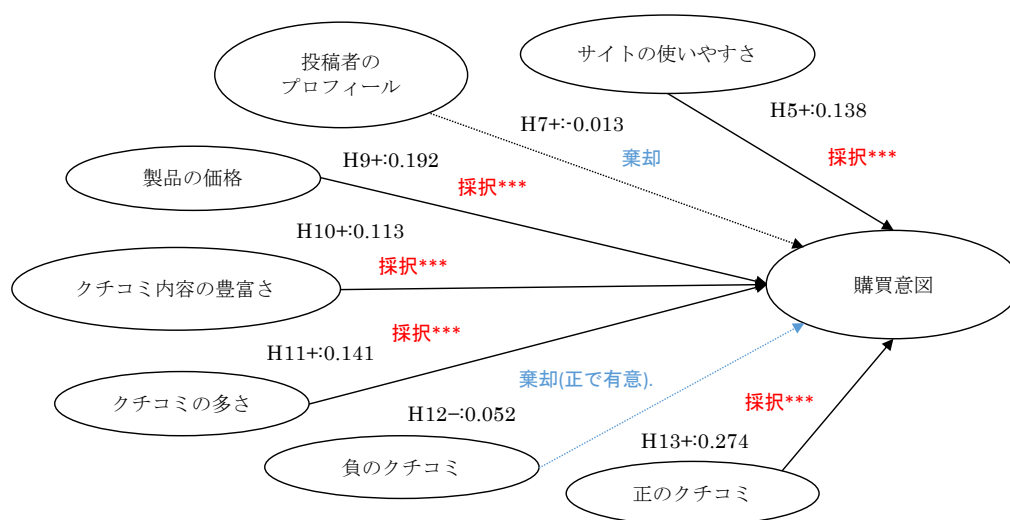 サイトの使いやすさ
投稿者の
プロフィール
H5+:0.138
H7+:-0.013
採択***
棄却
H9+:0.192
製品の価格
採択***
H10+:0.113
採択***
クチコミ内容の豊富さ
購買意図
採択***
H11+:0.141
棄却(正で有意).
クチコミの多さ
採択***
H12−:0.052
H13+:0.274
負のクチコミ
正のクチコミ